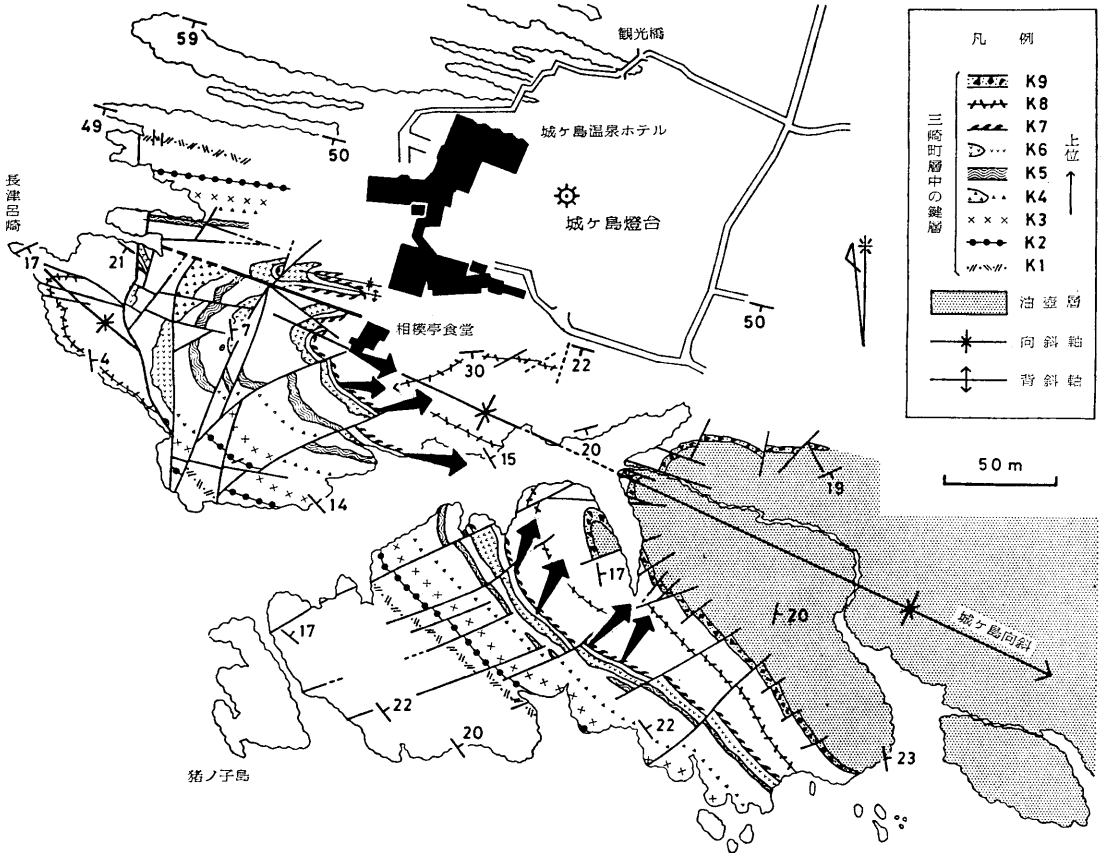 59
観光橋
49
50
城ヶ島温泉ホテル
城ヶ島燈台
長津呂崎
17
21
7
4
50
相模亭食堂
30
22
20
15
14
19
17
20
城ヶ島向斜
17
22
20
22
23
猪ノ子島
凡 例
三崎町層中の鍵層
K9
K8
K7
K6
K5
K4
K3
K2
K1
上位
油壺層
向斜軸
背斜軸
50 m